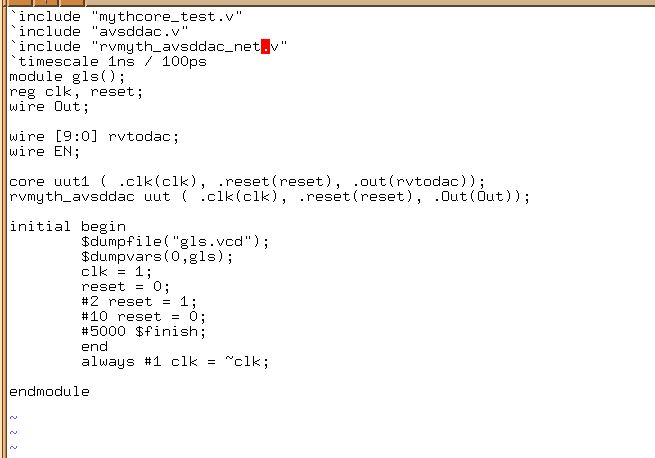 `include "mythcore_test.v"
`include "avsddac.v"
`include "rvmyth_avsddac_net.v"
`timescale 1ns / 100ps
module gls();
reg clk, reset;
wire Out;

wire [9:0] rvtodac;
wire EN;

core uut1 ( .clk(clk), .reset(reset), .out(rvtodac));
rvmyth_avsddac uut ( .clk(clk), .reset(reset), .Out(Out));

initial begin
        $dumpfile("gls.vcd");
        $dumpvars(0,gls);
        clk = 1;
        reset = 0;
        #2 reset = 1;
        #10 reset = 0;
        #5000 $finish;
        end
        always #1 clk = ~clk;

endmodule
~
~
~